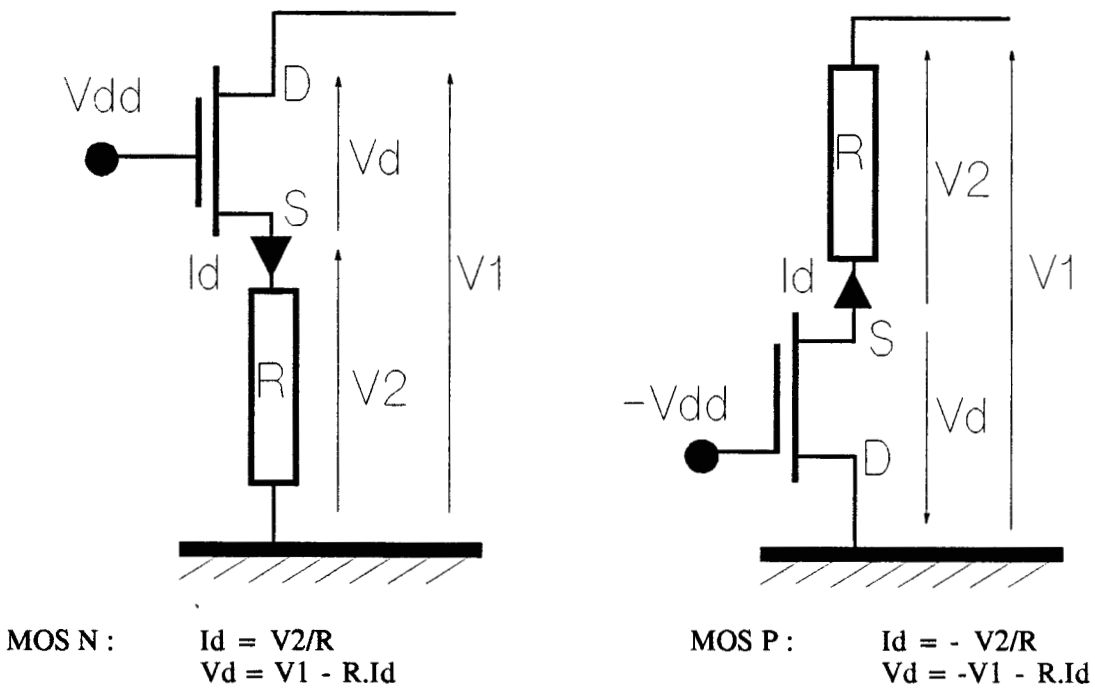 Vdd
D
Vd
S
Id
V1
R
V2
R
V2
Id
V1
S
-Vdd
Vd
D
MOS N : Id = V2/R
Vd = V1 - R.Id
MOS P : Id = - V2/R
Vd = -V1 - R.Id